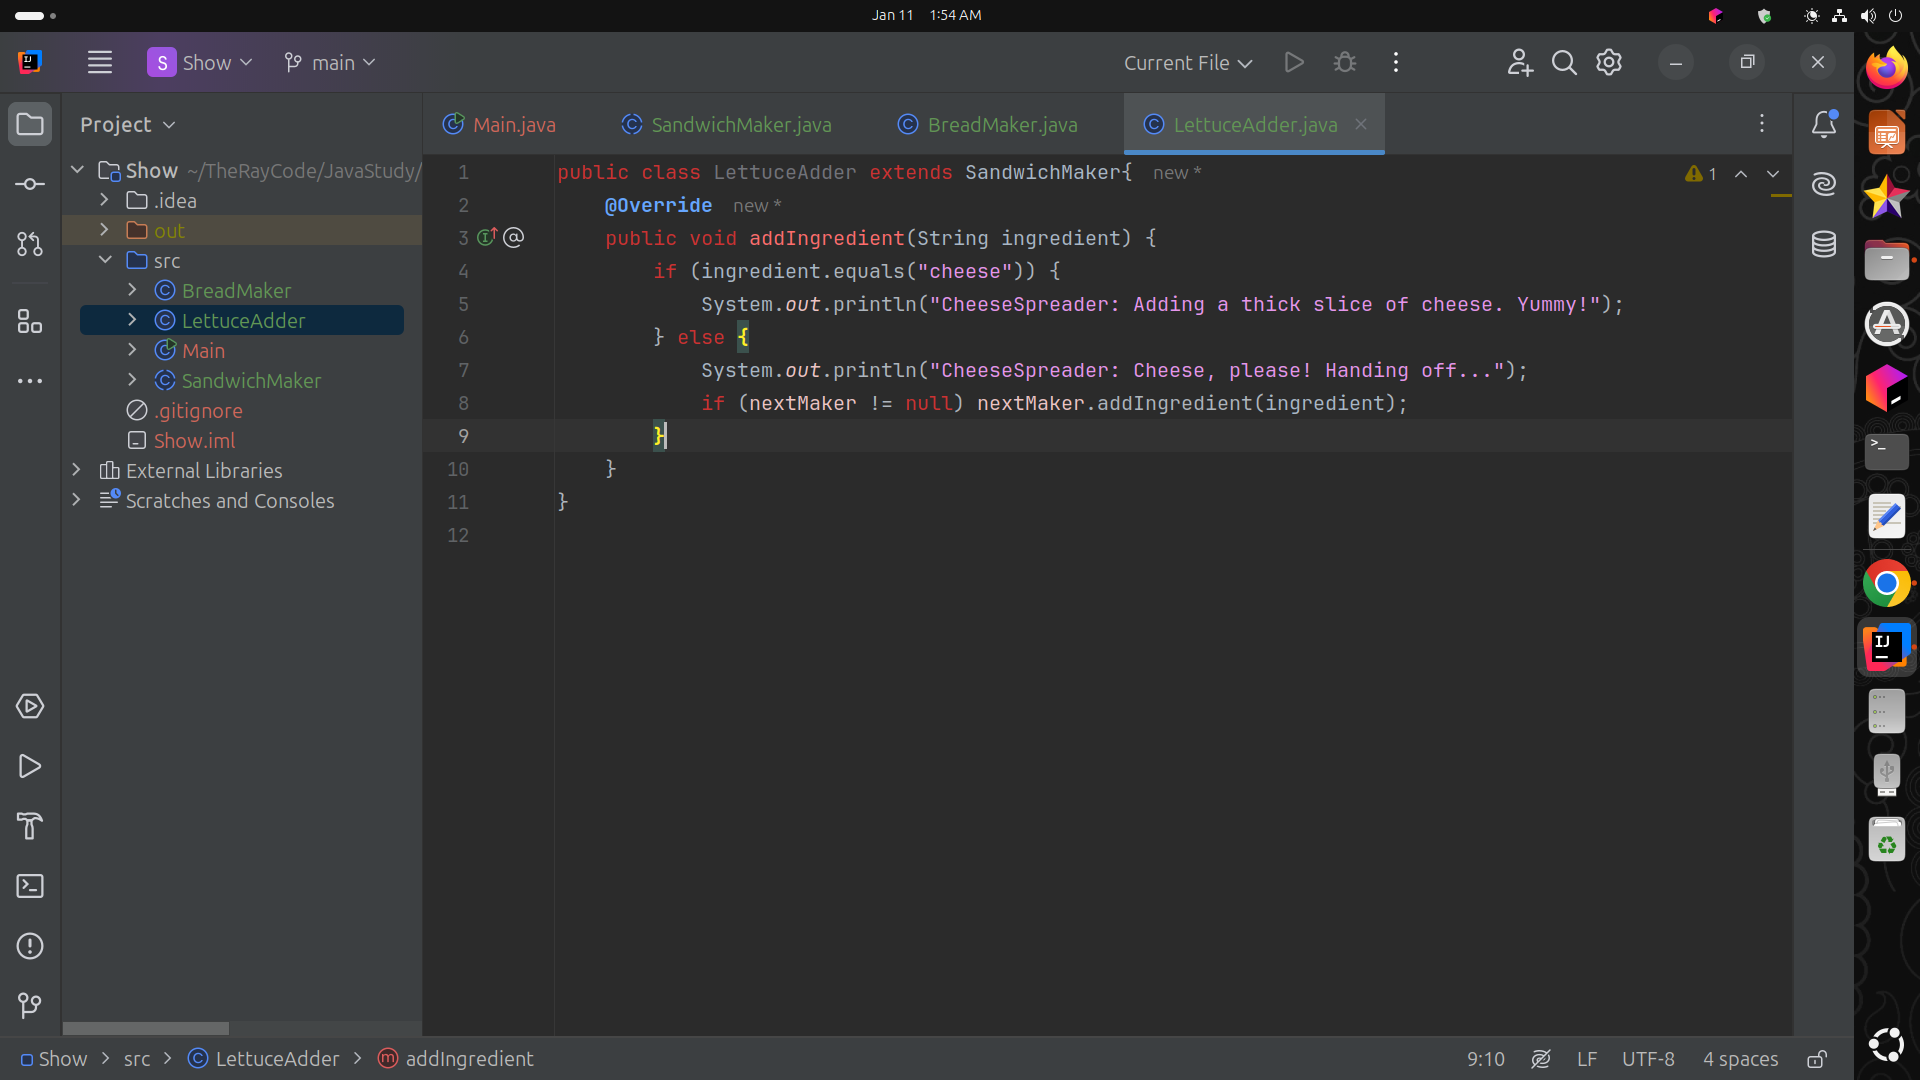 Jan 11 1:54 AM
S Show main Current File
Project
Main.java SandwichMaker.java BreadMaker.java LettuceAdder.java
Show ~/TheRayCode/JavaStudy/
.idea
out
src
BreadMaker
LettuceAdder
Main
SandwichMaker
.gitignore
Show.iml
External Libraries
Scratches and Consoles
1 public class LettuceAdder extends SandwichMaker{ new *
2 @Override new *
3 public void addIngredient(String ingredient) {
4 if (ingredient.equals("cheese")) {
5 System.out.println("CheeseSpreader: Adding a thick slice of cheese. Yummy!");
6 } else {
7 System.out.println("CheeseSpreader: Cheese, please! Handing off...");
8 if (nextMaker != null) nextMaker.addIngredient(ingredient);
9 }
10 }
11 }
12
1
Show > src > LettuceAdder > addIngredient
9:10 LF UTF-8 4 spaces